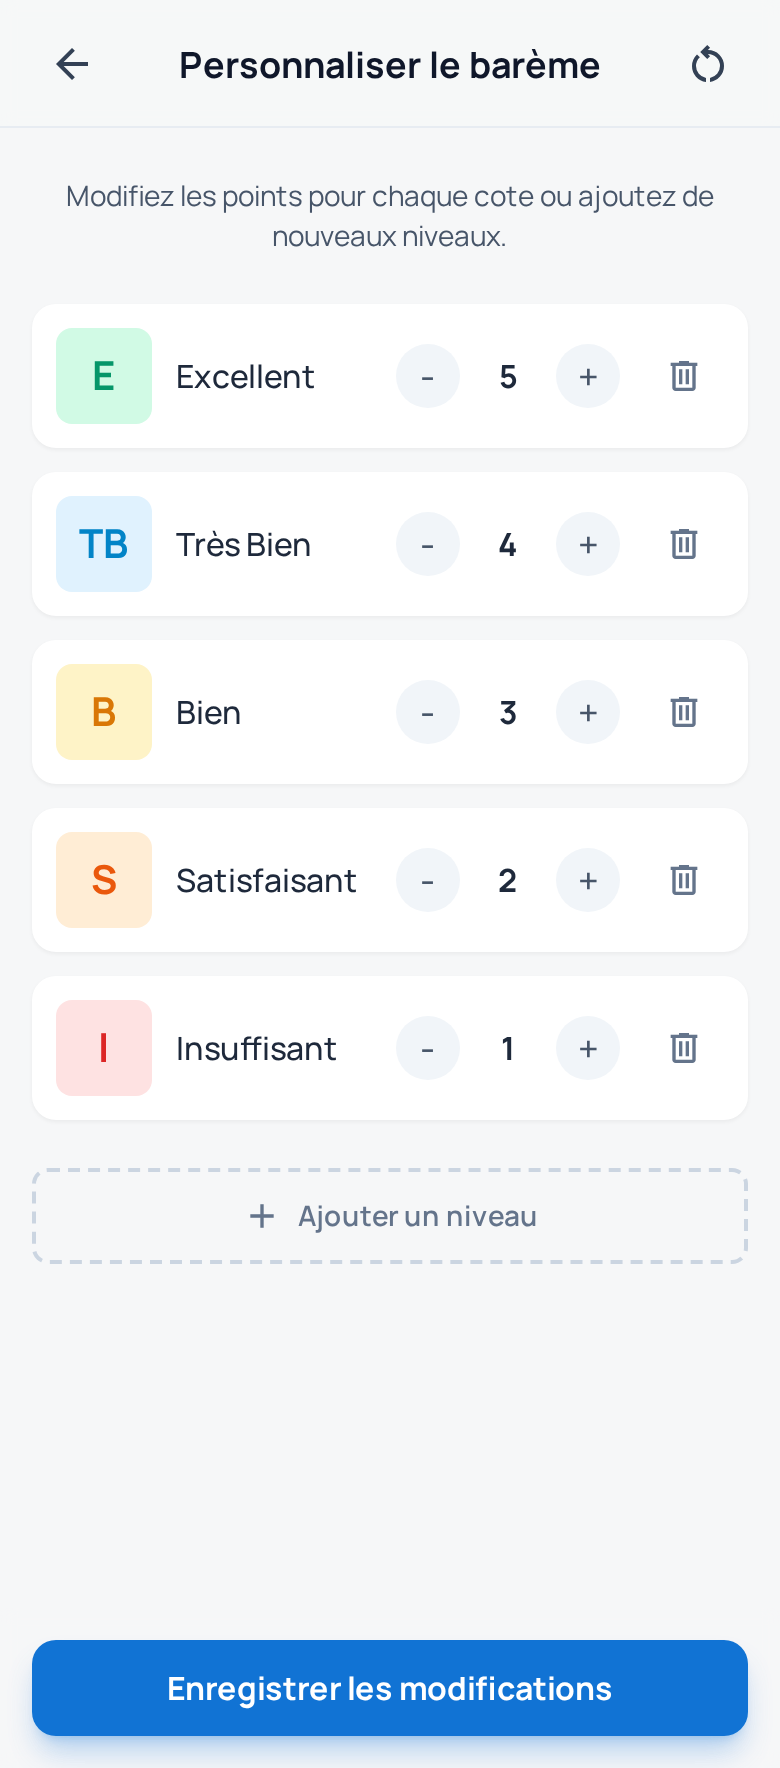 Personnaliser le barème
Modifiez les points pour chaque cote ou ajoutez de
nouveaux niveaux.
E Excellent - 5 +
TB Très Bien - 4 +
B Bien - 3 +
S Satisfaisant - 2 +
I Insuffisant - 1 +
+ Ajouter un niveau
Enregistrer les modifications